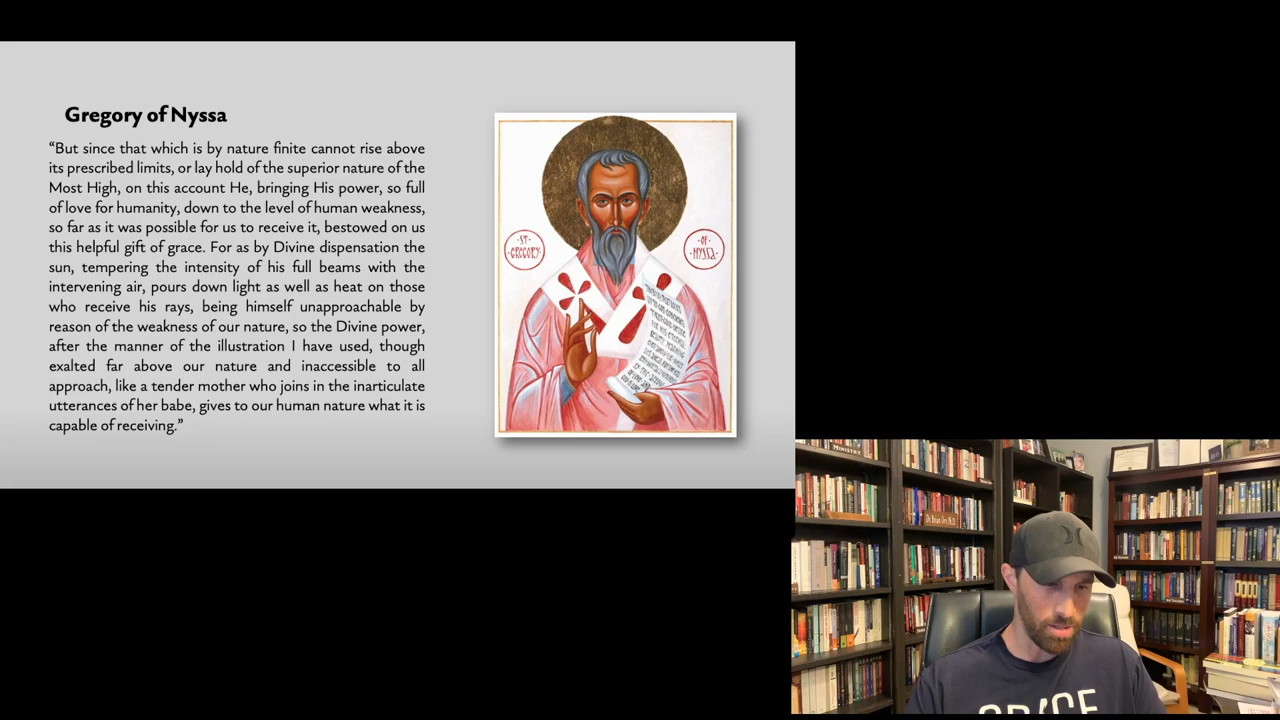 Gregory of Nyssa
“But since that which is by nature finite cannot rise above
its prescribed limits, or lay hold of the superior nature of the
Most High, on this account He, bringing His power, so full
of love for humanity, down to the level of human weakness,
so far as it was possible for us to receive it, bestowed on us
this helpful gift of grace. For as by Divine dispensation the
sun, tempering the intensity of his full beams with the
intervening air, pours down light as well as heat on those
who receive his rays, being himself unapproachable by
reason of the weakness of our nature, so the Divine power,
after the manner of the illustration I have used, though
exalted far above our nature and inaccessible to all
approach, like a tender mother who joins in the inarticulate
utterances of her babe, gives to our human nature what it is
capable of receiving.”
·ST·
GREGORY
·OF·
NYSSA
MINISTRY